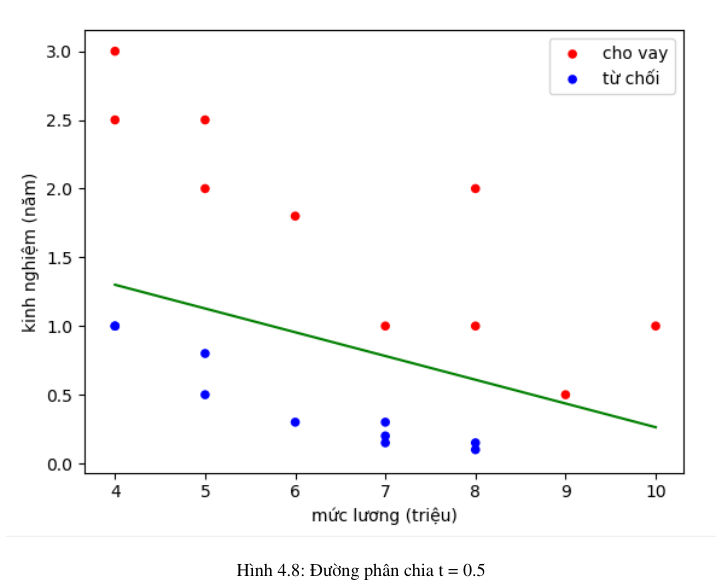 cho vay
từ chối
3.0
2.5
2.0
1.5
1.0
0.5
0.0
kinh nghiệm (năm)
4 5 6 7 8 9 10
mức lương (triệu)
Hình 4.8: Đường phân chia t = 0.5